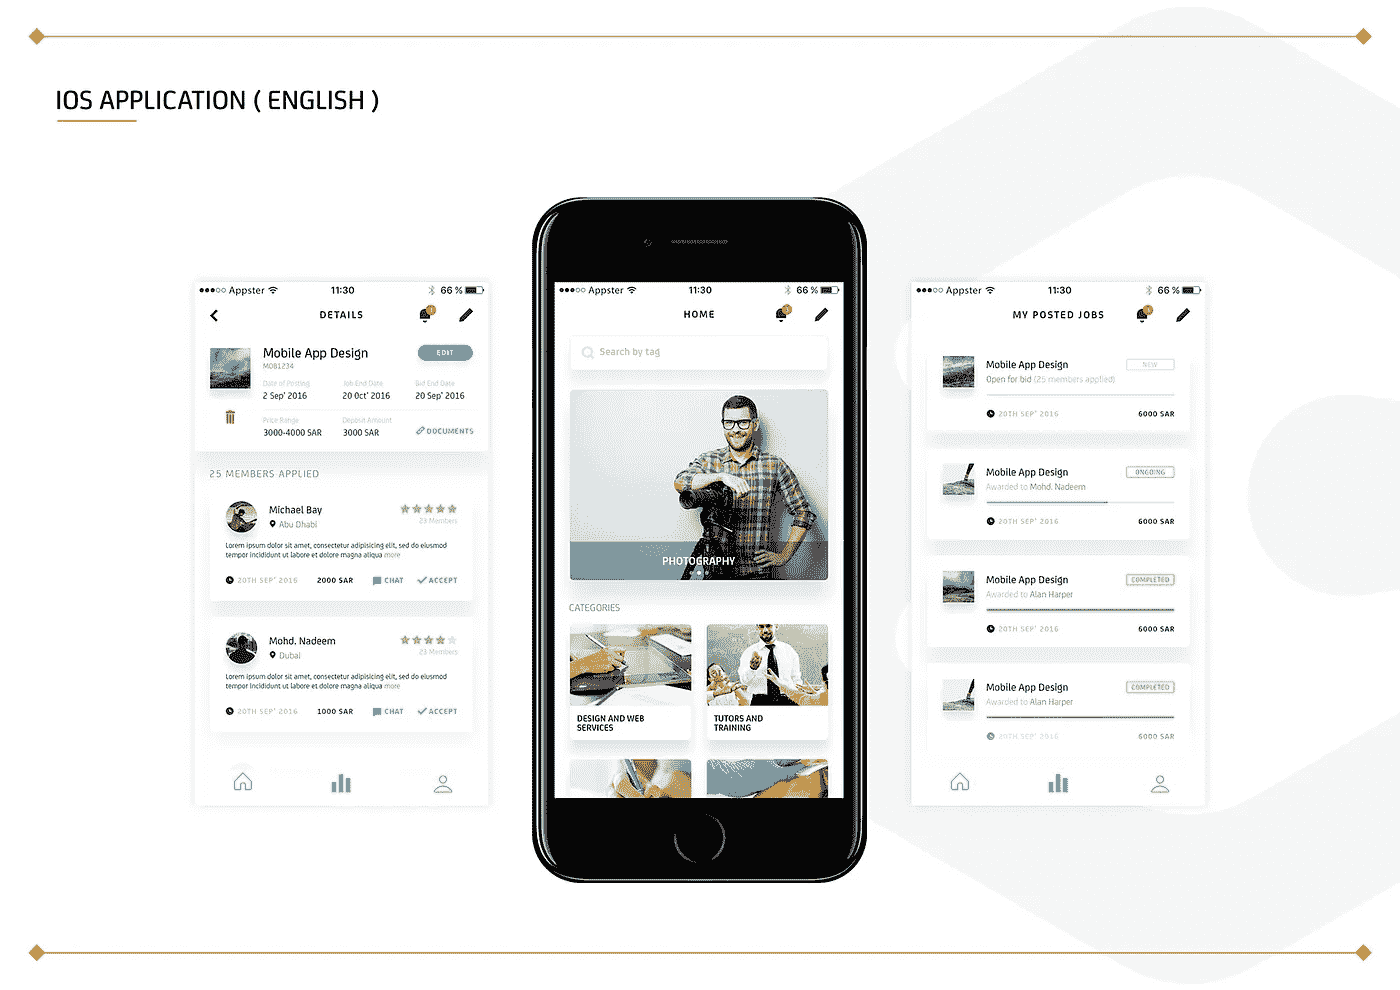 IOS APPLICATION ( ENGLISH )
Appster 11:30 66 %
DETAILS
Mobile App Design EDIT
MOB1234
Date of Posting Job End Date Bid End Date
2 Sep' 2016 20 Oct' 2016 20 Sep' 2016
Price Range Deposit Amount
3000-4000 SAR 3000 SAR DOCUMENTS
25 MEMBERS APPLIED
Michael Bay
Abu Dhabi 23 Members
Lorem ipsum dolor sit amet, consectetur adipisicing elit, sed do eiusmod
tempor incididunt ut labore et dolore magna aliqua more
20TH SEP' 2016 2000 SAR CHAT ACCEPT
Mohd. Nadeem
Dubai 23 Members
Lorem ipsum dolor sit amet, consectetur adipisicing elit, sed do eiusmod
tempor incididunt ut labore et dolore magna aliqua more
20TH SEP' 2016 1000 SAR CHAT ACCEPT
Appster 11:30 66 %
HOME
Search by tag
PHOTOGRAPHY
CATEGORIES
DESIGN AND WEB
SERVICES
TUTORS AND
TRAINING
Appster 11:30 66 %
MY POSTED JOBS
Mobile App Design NEW
Open for bid (25 members applied)
20TH SEP' 2016 6000 SAR
Mobile App Design ONGOING
Awarded to Mohd. Nadeem
20TH SEP' 2016 6000 SAR
Mobile App Design COMPLETED
Awarded to Alan Harper
20TH SEP' 2016 6000 SAR
Mobile App Design COMPLETED
Awarded to Alan Harper
20TH SEP' 2016 6000 SAR